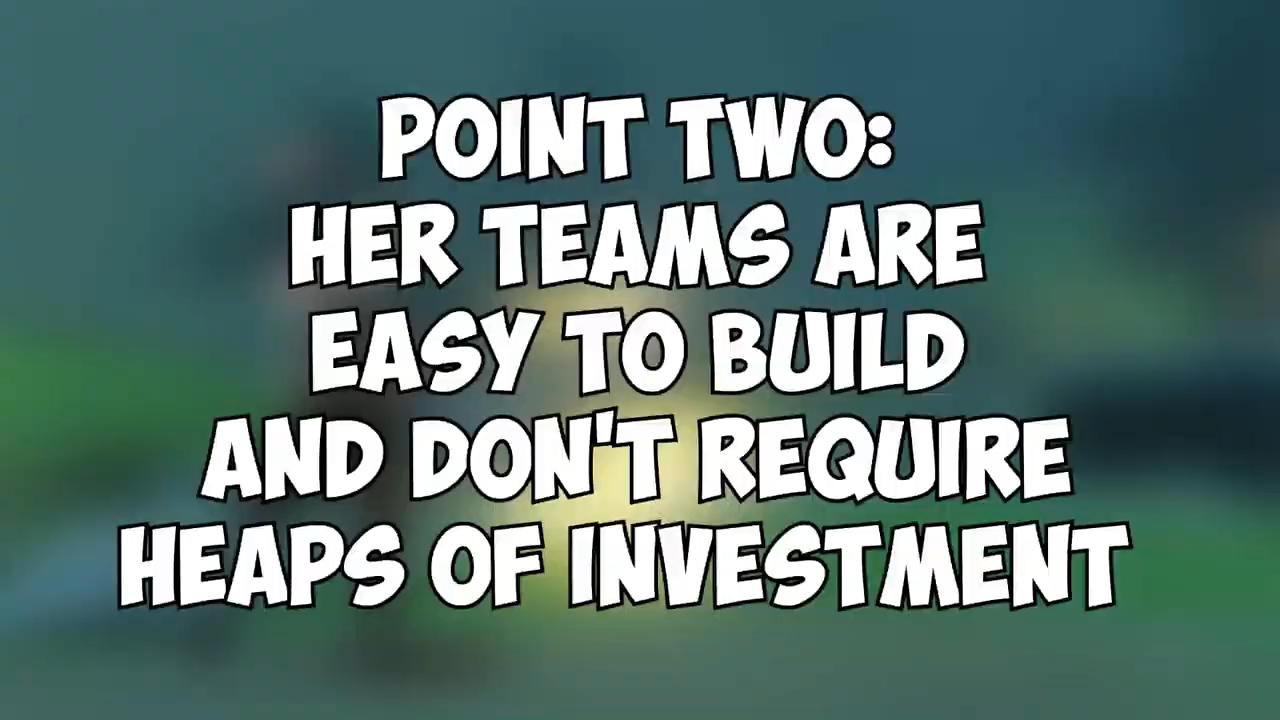 POINT TWO:
HER TEAMS ARE
EASY TO BUILD
AND DON'T REQUIRE
HEAPS OF INVESTMENT